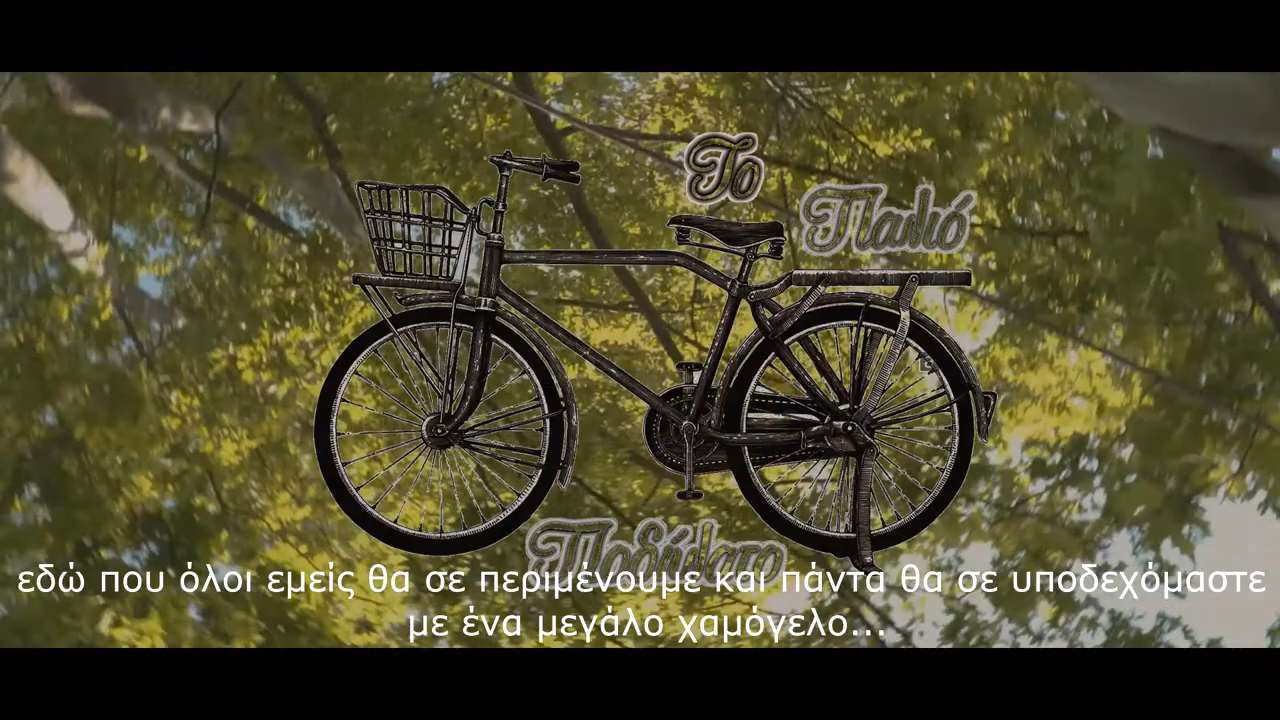 Το
Παλιό
Ποδήλατο
εδώ που όλοι εμείς θα σε περιμένουμε και πάντα θα σε υποδεχόμαστε
με ένα μεγάλο χαμόγελο...